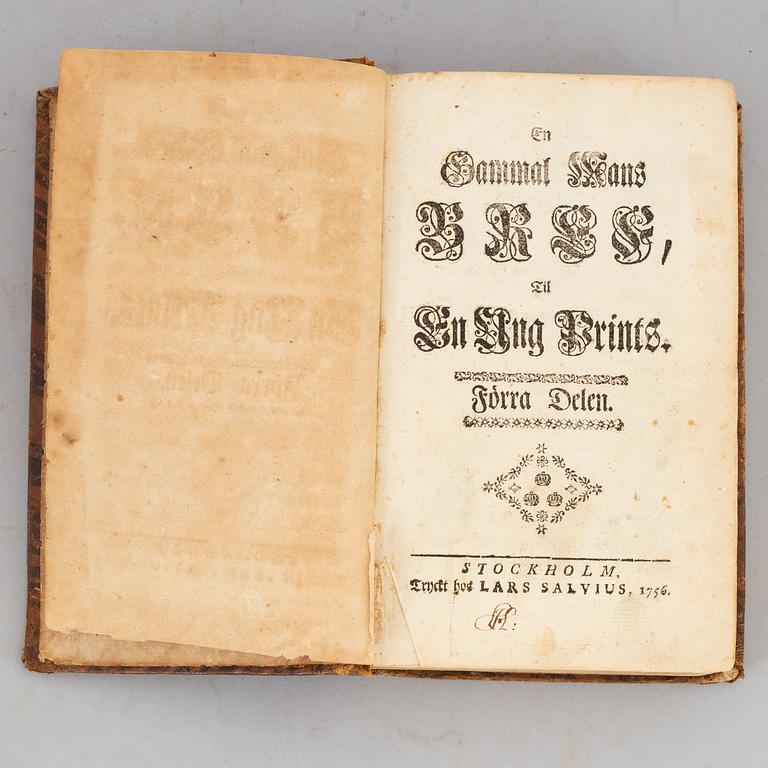 En
Gammal Mans
BREF,
Til
En Ung Prints.
Förra Delen.
STOCKHOLM,
Tryckt hos LARS SALVIUS, 1756.